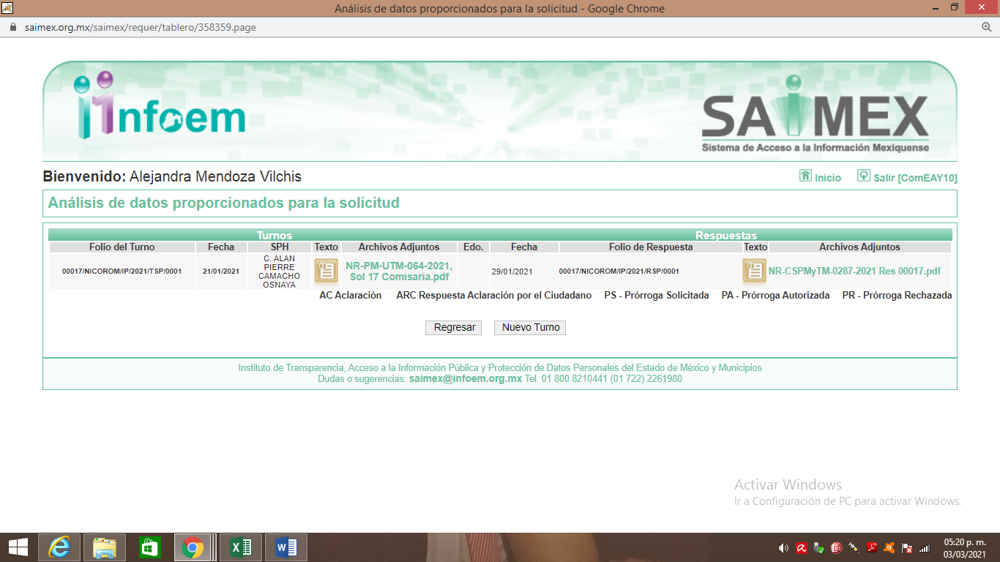 Análisis de datos proporcionados para la solicitud - Google Chrome
saimex.org.mx/saimex/requer/tablero/358359.page
infoem
SAIMEX
Sistema de Acceso a la Información Mexiquense
Bienvenido: Alejandra Mendoza Vilchis
Inicio Salir [ComEAY10]
Análisis de datos proporcionados para la solicitud
Turnos Respuestas
Folio del Turno Fecha SPH Texto Archivos Adjuntos Edo. Fecha Folio de Respuesta Texto Archivos Adjuntos
00017/NICOROM/IP/2021/TSP/0001 21/01/2021 C. ALAN PIERRE CAMACHO OSNAYA NR-PM-UTM-064-2021, Sol 17 Comisaria.pdf 29/01/2021 00017/NICOROM/IP/2021/RSP/0001 NR-CSPMyTM-0287-2021 Res 00017.pdf
AC Aclaración ARC Respuesta Aclaración por el Ciudadano PS - Prórroga Solicitada PA - Prórroga Autorizada PR - Prórroga Rechazada
Regresar Nuevo Turno
Instituto de Transparencia, Acceso a la Información Pública y Protección de Datos Personales del Estado de México y Municipios
Dudas o sugerencias: saimex@infoem.org.mx Tel. 01 800 8210441 (01 722) 2261980
Activar Windows
Ir a Configuración de PC para activar Windows.
05:20 p. m.
03/03/2021